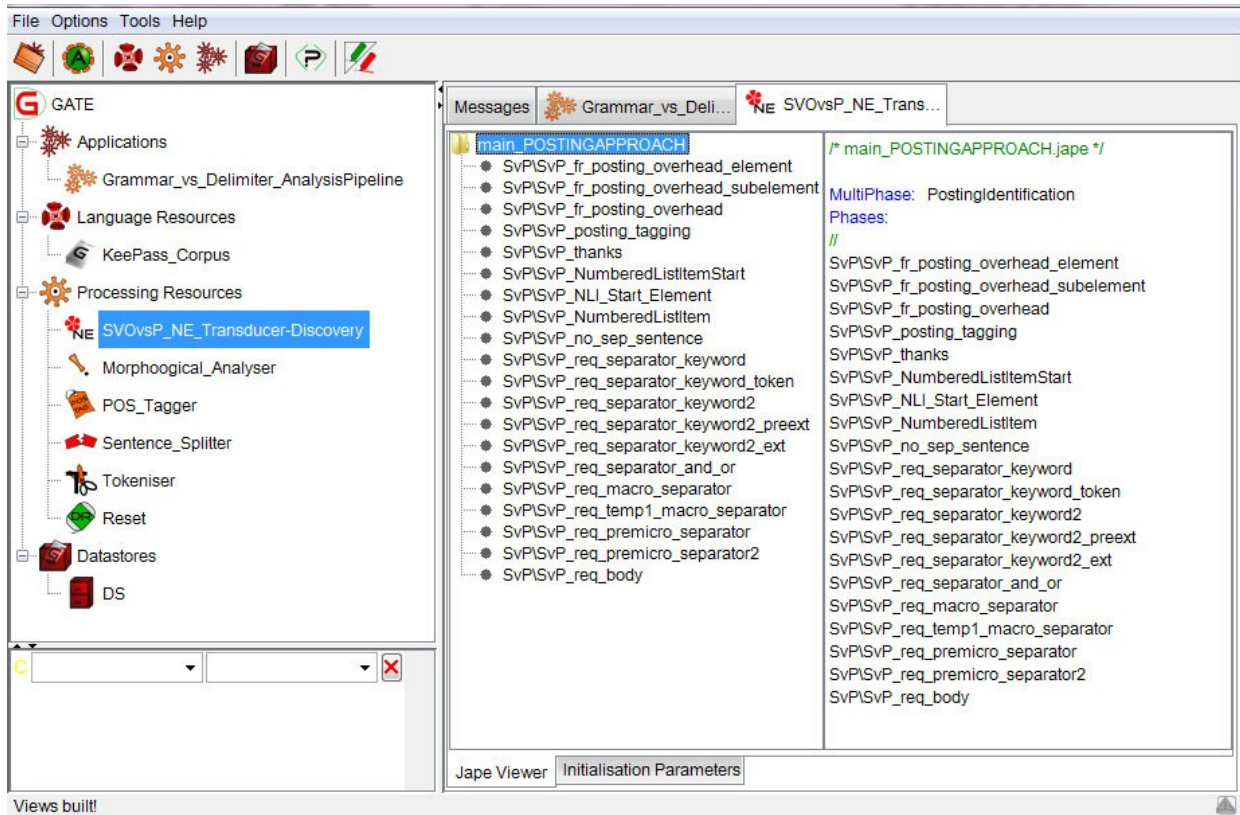 File Options Tools Help
GATE
Applications
Grammar_vs_Delimiter_AnalysisPipeline
Language Resources
KeePass_Corpus
Processing Resources
NE SVOvsP_NE_Transducer-Discovery
Morphoogical_Analyser
POS_Tagger
Sentence_Splitter
Tokeniser
Reset
Datastores
DS
C
Messages Grammar_vs_Deli... NE SVOvsP_NE_Trans...
main_POSTINGAPPROACH
SvP\SvP_fr_posting_overhead_element
SvP\SvP_fr_posting_overhead_subelement
SvP\SvP_fr_posting_overhead
SvP\SvP_posting_tagging
SvP\SvP_thanks
SvP\SvP_NumberedListItemStart
SvP\SvP_NLI_Start_Element
SvP\SvP_NumberedListItem
SvP\SvP_no_sep_sentence
SvP\SvP_req_separator_keyword
SvP\SvP_req_separator_keyword_token
SvP\SvP_req_separator_keyword2
SvP\SvP_req_separator_keyword2_preext
SvP\SvP_req_separator_keyword2_ext
SvP\SvP_req_separator_and_or
SvP\SvP_req_macro_separator
SvP\SvP_req_temp1_macro_separator
SvP\SvP_req_premicro_separator
SvP\SvP_req_premicro_separator2
SvP\SvP_req_body
/* main_POSTINGAPPROACH.jape */
MultiPhase: PostingIdentification
Phases:
//
SvP\SvP_fr_posting_overhead_element
SvP\SvP_fr_posting_overhead_subelement
SvP\SvP_fr_posting_overhead
SvP\SvP_posting_tagging
SvP\SvP_thanks
SvP\SvP_NumberedListItemStart
SvP\SvP_NLI_Start_Element
SvP\SvP_NumberedListItem
SvP\SvP_no_sep_sentence
SvP\SvP_req_separator_keyword
SvP\SvP_req_separator_keyword_token
SvP\SvP_req_separator_keyword2
SvP\SvP_req_separator_keyword2_preext
SvP\SvP_req_separator_keyword2_ext
SvP\SvP_req_separator_and_or
SvP\SvP_req_macro_separator
SvP\SvP_req_temp1_macro_separator
SvP\SvP_req_premicro_separator
SvP\SvP_req_premicro_separator2
SvP\SvP_req_body
Jape Viewer Initialisation Parameters
Views built!